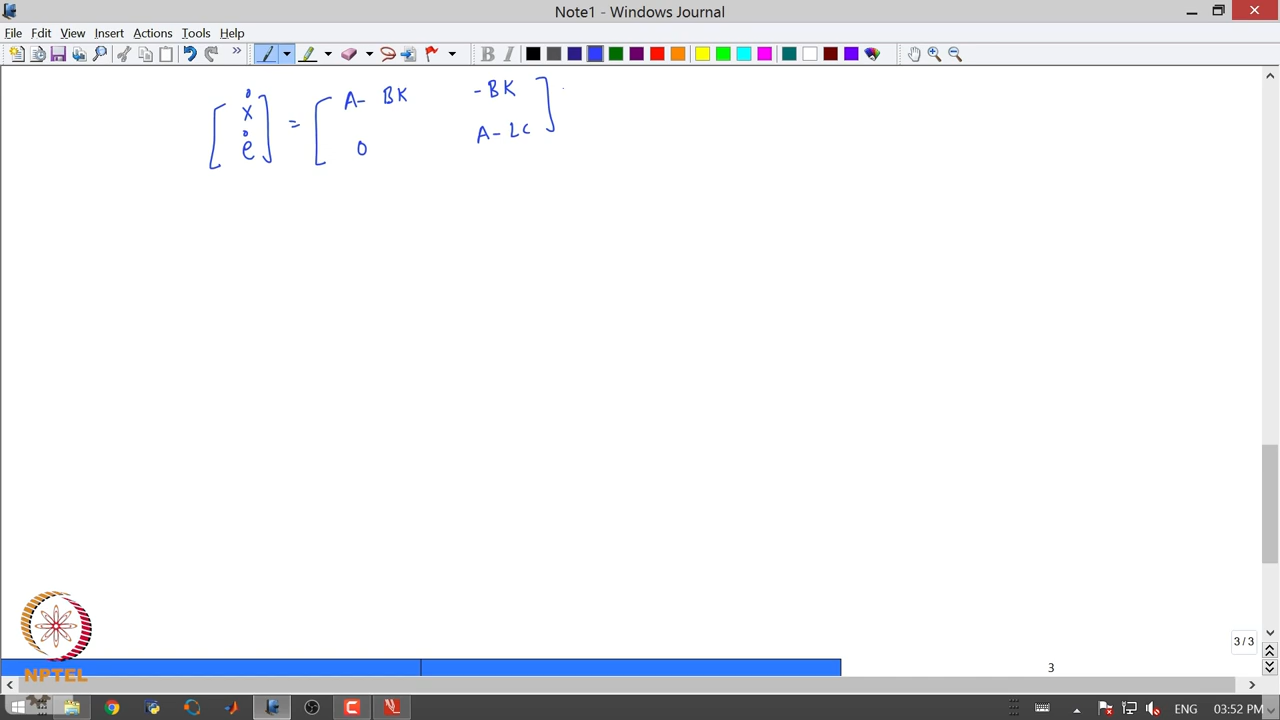 Note1 - Windows Journal
File Edit View Insert Actions Tools Help
ẋ = A- BK -BK
ė 0 A-LC
3 / 3
3
NPTEL
ENG 03:52 PM